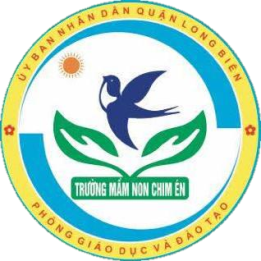 ỦY BAN NHÂN DÂN QUẬN LONG BIÊN
TRƯỜNG MẦM NON CHIM ÉN
PHÒNG GIÁO DỤC VÀ ĐÀO TẠO